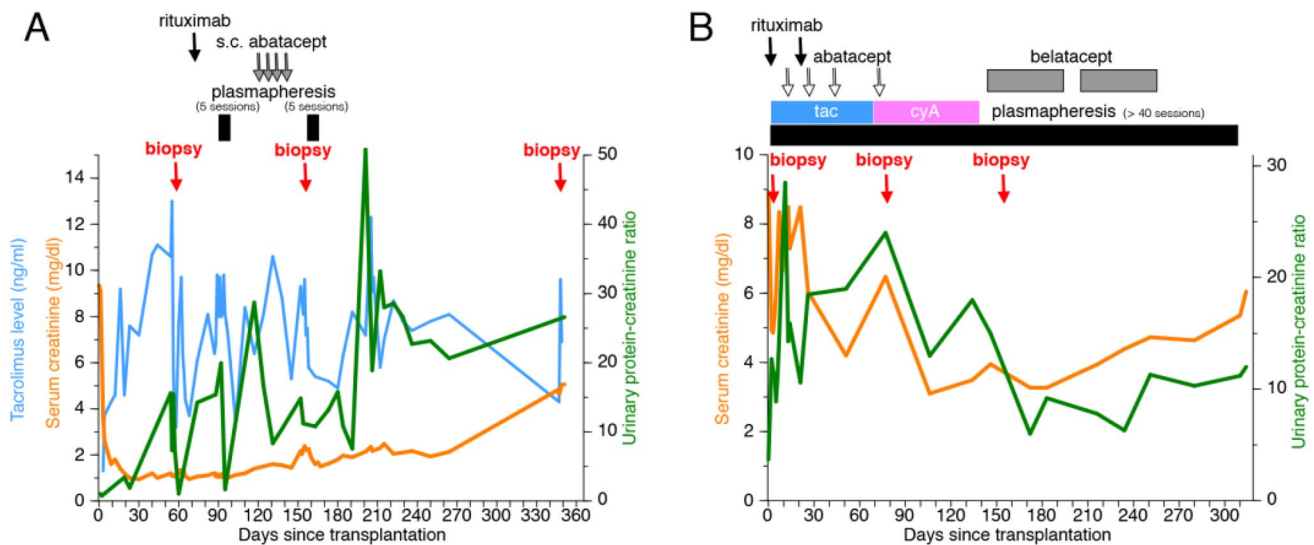 A
rituximab
s.c. abatacept
plasmapheresis
(5 sessions) (5 sessions)
biopsy biopsy biopsy
Tacrolimus level (ng/ml)
Serum creatinine (mg/dl)
14
12
10
8
6
4
2
0
50
40
30
20
10
0
Urinary protein-creatinine ratio
0 30 60 90 120 150 180 210 240 270 300 330 360
Days since transplantation
B
rituximab
abatacept belatacept
tac cyA plasmapheresis (> 40 sessions)
biopsy biopsy biopsy
Serum creatinine (mg/dl)
10
8
6
4
2
0
30
20
10
0
Urinary protein-creatinine ratio
0 30 60 90 120 150 180 210 240 270 300
Days since transplantation